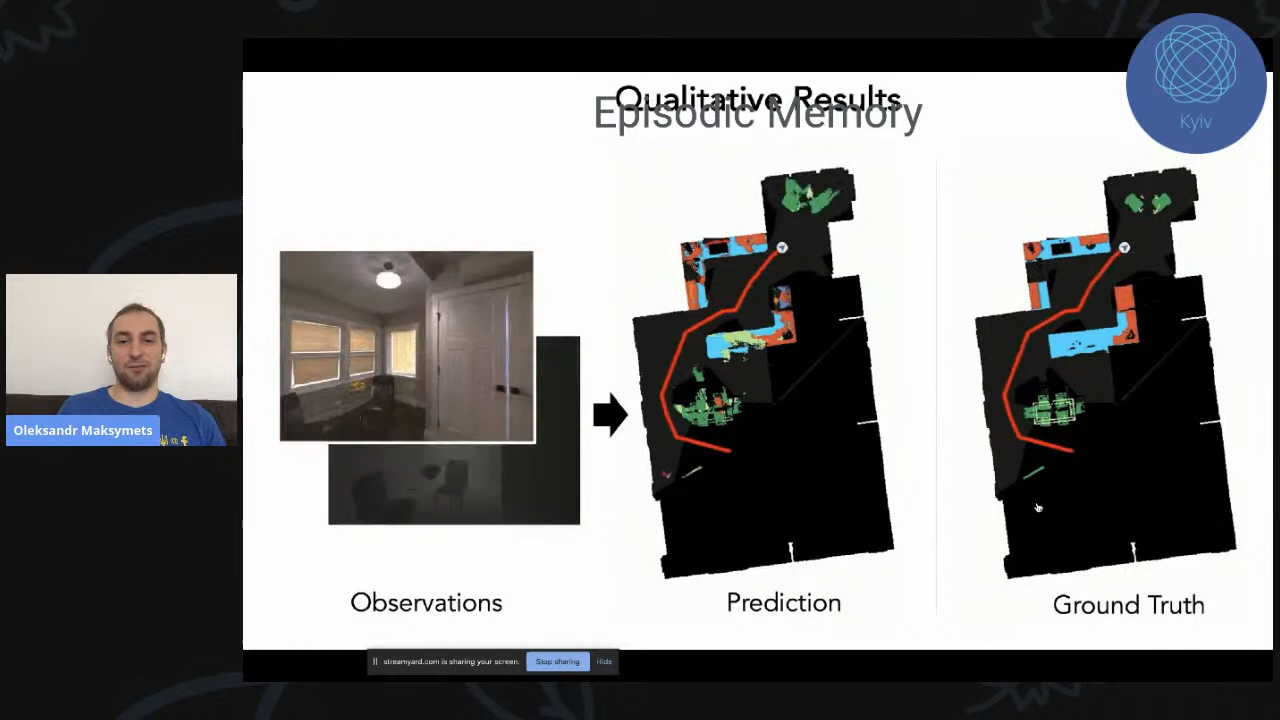 Kyiv
Qualitative Results
Episodic Memory
Oleksandr Maksymets
Observations
Prediction
Ground Truth
streamyard.com is sharing your screen.
Stop sharing
Hide